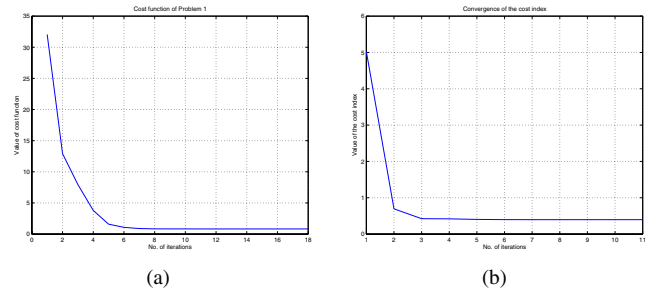 Cost function of Problem 1
35
30
25
20
15
10
5
0
0 2 4 6 8 10 12 14 16 18
Value of cost function
No. of iterations
(a)
Convergence of the cost index
6
5
4
3
2
1
0
1 2 3 4 5 6 7 8 9 10 11
Value of the cost index
No. of iterations
(b)